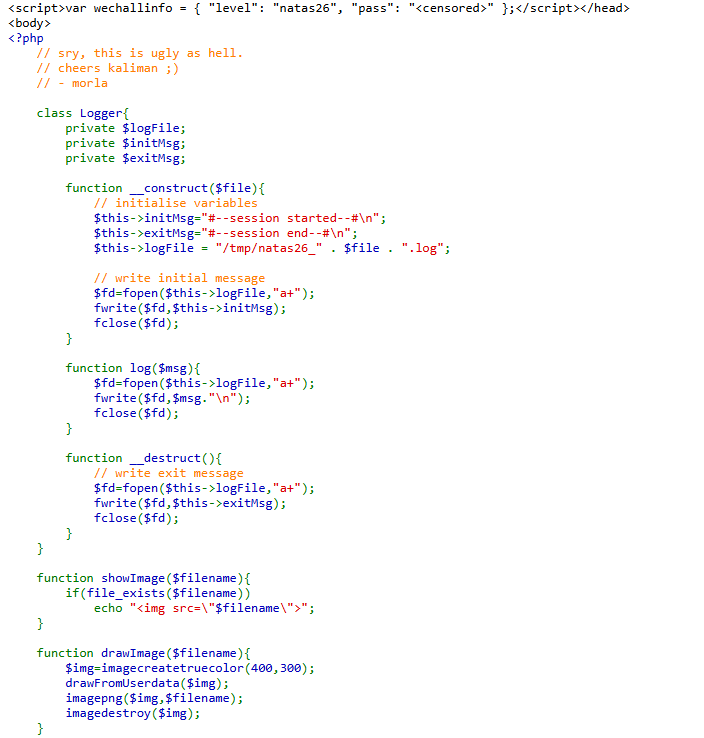 <script>var wechallinfo = { "level": "natas26", "pass": "<censored>" };</script></head>
<body>
<?php
    // sry, this is ugly as hell.
    // cheers kaliman ;)
    // - morla

    class Logger{
        private $logFile;
        private $initMsg;
        private $exitMsg;

        function __construct($file){
            // initialise variables
            $this->initMsg="#--session started--#\n";
            $this->exitMsg="#--session end--#\n";
            $this->logFile = "/tmp/natas26_" . $file . ".log";

            // write initial message
            $fd=fopen($this->logFile,"a+");
            fwrite($fd,$this->initMsg);
            fclose($fd);
        }

        function log($msg){
            $fd=fopen($this->logFile,"a+");
            fwrite($fd,$msg."\n");
            fclose($fd);
        }

        function __destruct(){
            // write exit message
            $fd=fopen($this->logFile,"a+");
            fwrite($fd,$this->exitMsg);
            fclose($fd);
        }
    }

    function showImage($filename){
        if(file_exists($filename))
            echo "<img src=\"$filename\">";
    }

    function drawImage($filename){
        $img=imagecreatetruecolor(400,300);
        drawFromUserdata($img);
        imagepng($img,$filename);
        imagedestroy($img);
    }